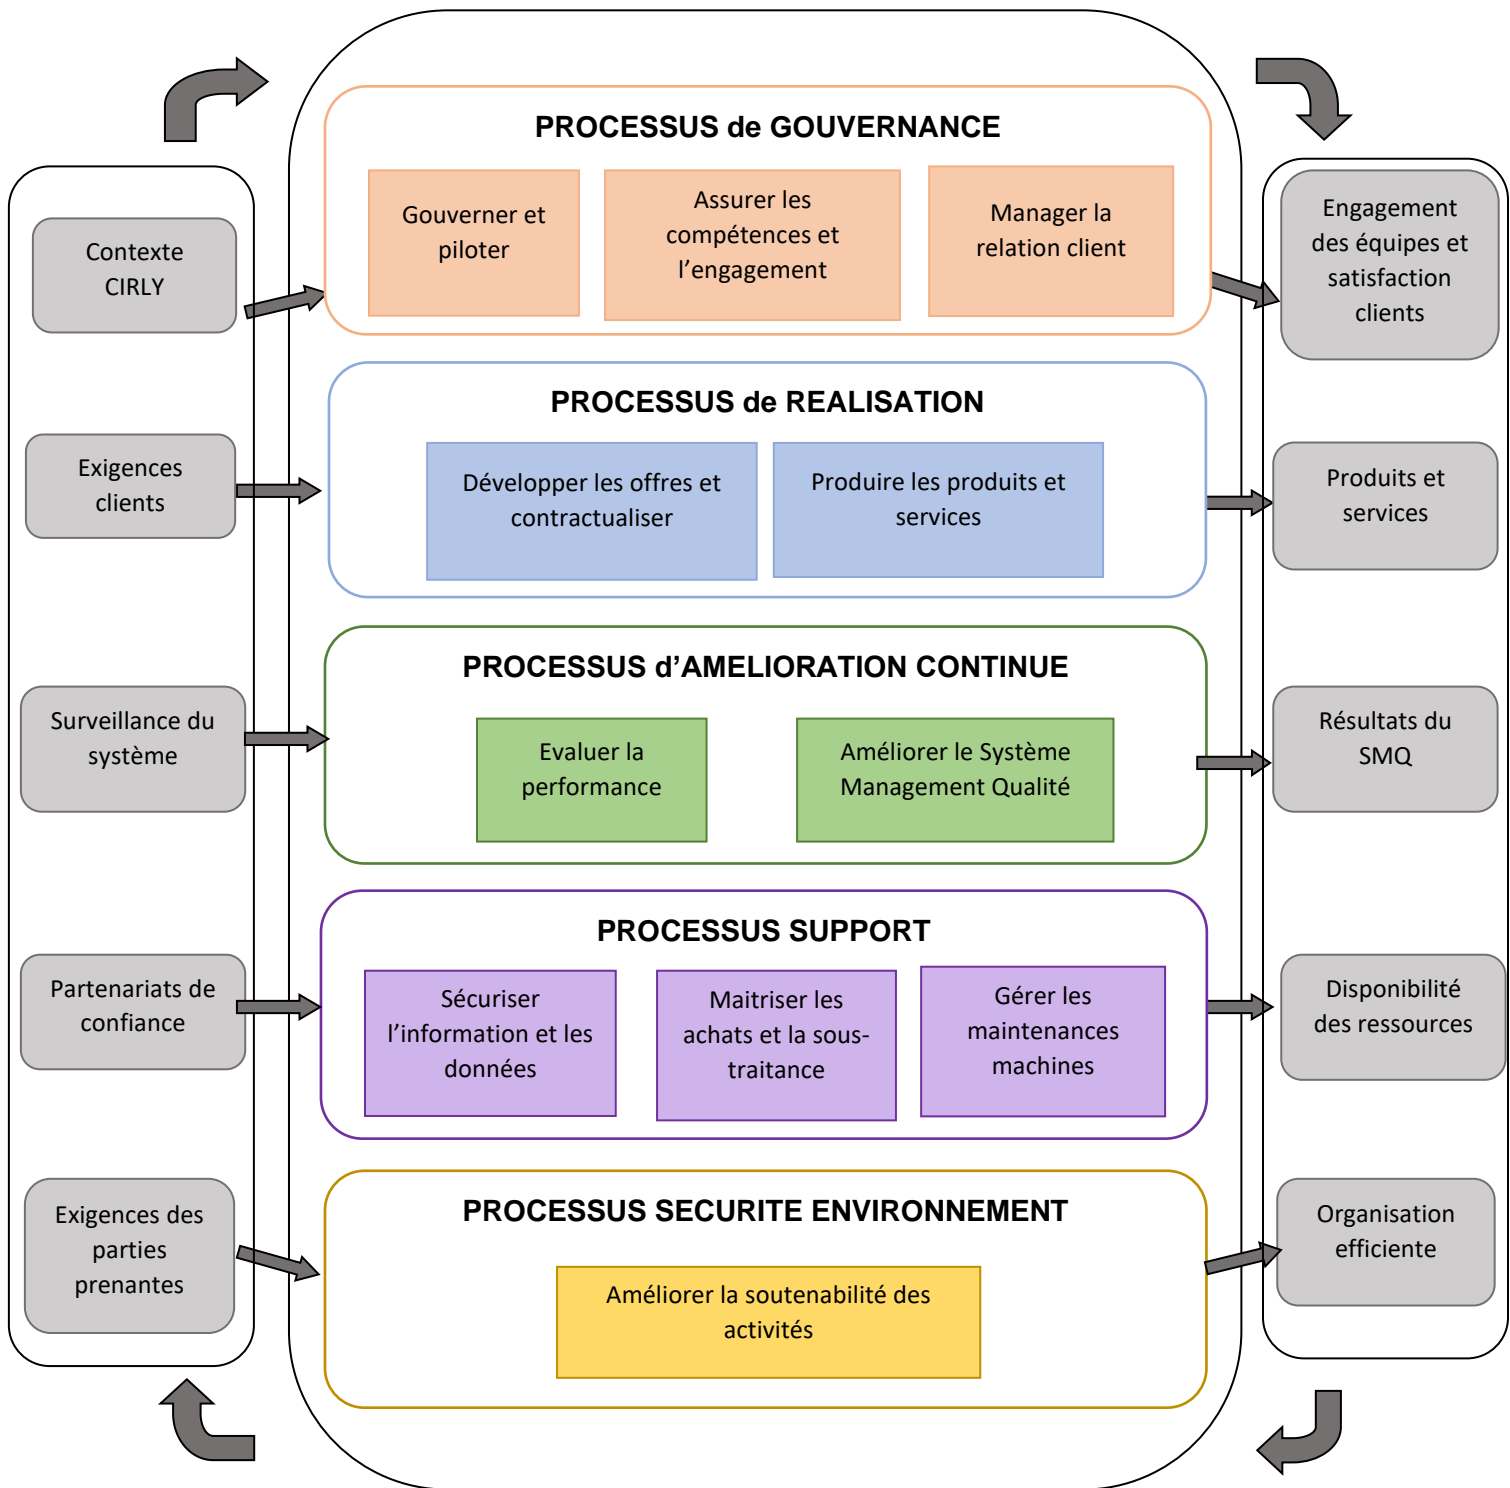 PROCESSUS de GOUVERNANCE
Gouverner et
piloter
Assurer les
compétences et
l’engagement
Manager la
relation client
Contexte
CIRLY
Engagement
des équipes et
satisfaction
clients
PROCESSUS de REALISATION
Exigences
clients
Développer les offres et
contractualiser
Produire les produits et
services
Produits et
services
PROCESSUS d’AMELIORATION CONTINUE
Surveillance du
système
Evaluer la
performance
Améliorer le Système
Management Qualité
Résultats du
SMQ
PROCESSUS SUPPORT
Partenariats de
confiance
Sécuriser
l’information et les
données
Maitriser les
achats et la sous-
traitance
Gérer les
maintenances
machines
Disponibilité
des ressources
PROCESSUS SECURITE ENVIRONNEMENT
Exigences des
parties
prenantes
Améliorer la soutenabilité des
activités
Organisation
efficiente